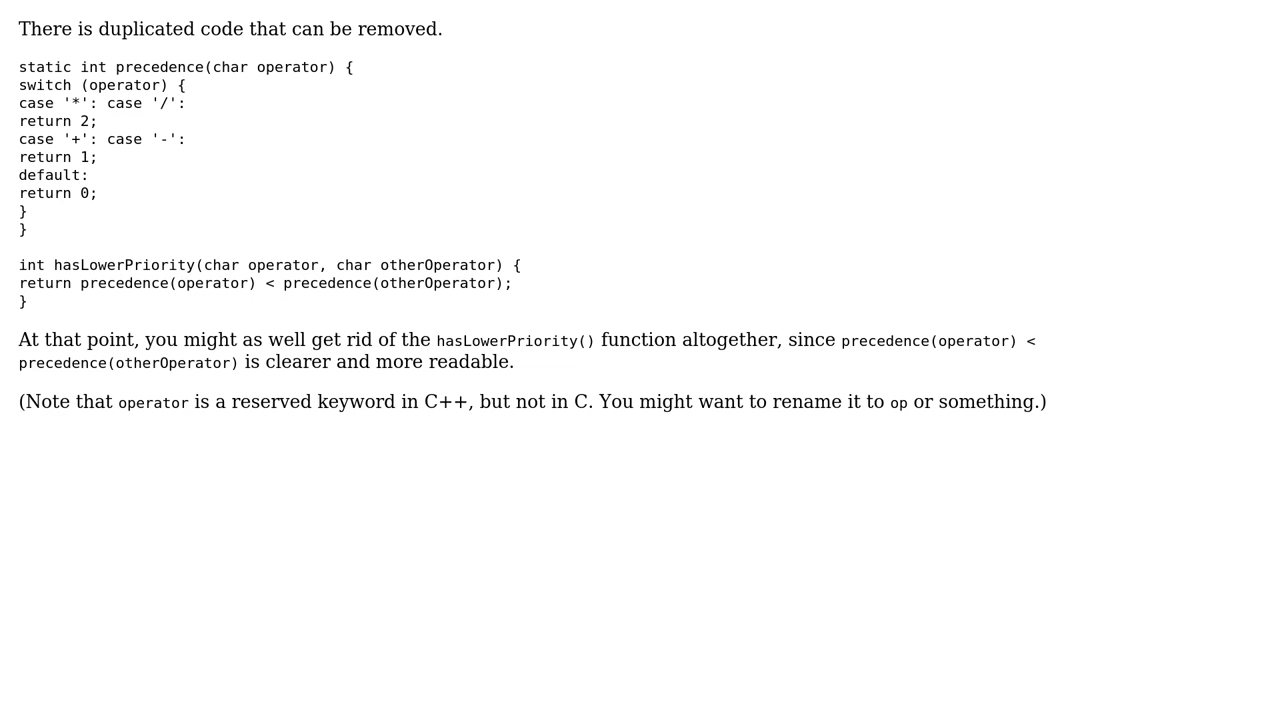 There is duplicated code that can be removed.
static int precedence(char operator) {
switch (operator) {
case '*': case '/':
return 2;
case '+': case '-':
return 1;
default:
return 0;
}
}
int hasLowerPriority(char operator, char otherOperator) {
return precedence(operator) < precedence(otherOperator);
}
At that point, you might as well get rid of the hasLowerPriority() function altogether, since precedence(operator) <
precedence(otherOperator) is clearer and more readable.
(Note that operator is a reserved keyword in C++, but not in C. You might want to rename it to op or something.)